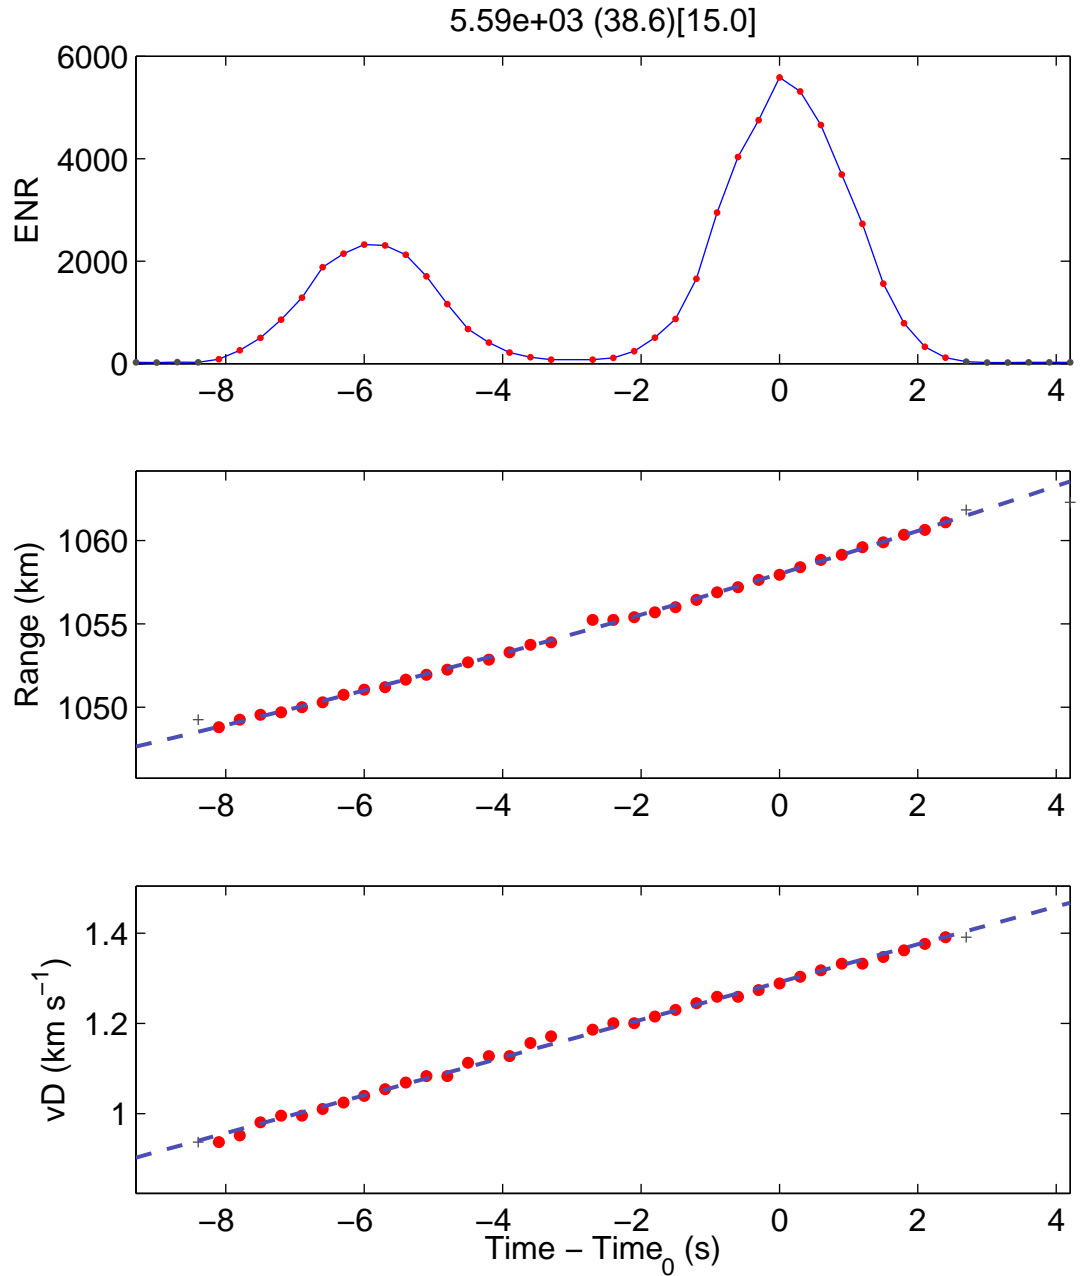 5.59e+03 (38.6)[15.0]
6000
4000
2000
0
ENR
−8 −6 −4 −2 0 2 4
1060
1055
1050
Range (km)
−8 −6 −4 −2 0 2 4
1.4
1.2
1
vD (km s⁻¹)
−8 −6 −4 −2 0 2 4
Time − Time₀ (s)